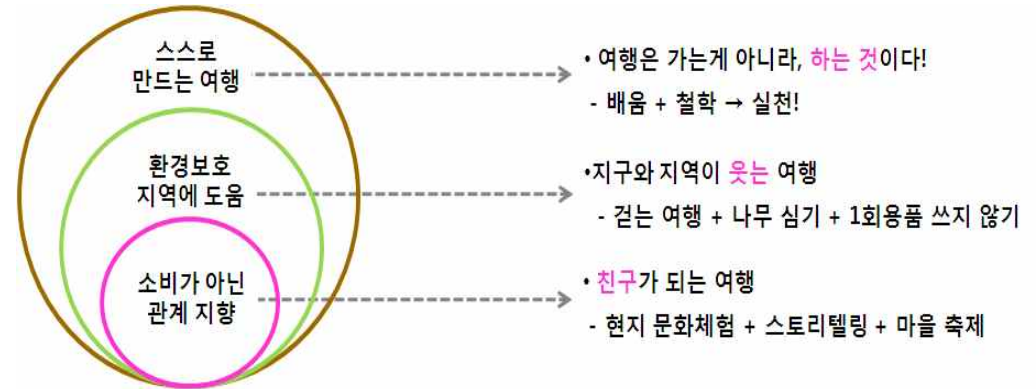 스스로
만드는 여행
• 여행은 가는게 아니라, 하는 것이다!
- 배움 + 철학 → 실천!
환경보호
지역에 도움
•지구와 지역이 웃는 여행
- 걷는 여행 + 나무 심기 + 1회용품 쓰지 않기
소비가 아닌
관계 지향
• 친구가 되는 여행
- 현지 문화체험 + 스토리텔링 + 마을 축제